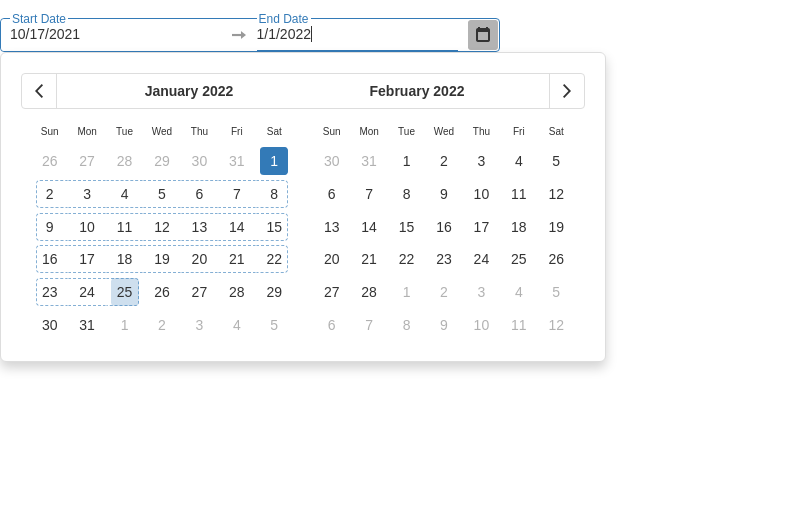 Start Date End Date
10/17/2021 1/1/2022
January 2022 February 2022
Sun Mon Tue Wed Thu Fri Sat Sun Mon Tue Wed Thu Fri Sat
26 27 28 29 30 31 1 30 31 1 2 3 4 5
2 3 4 5 6 7 8 6 7 8 9 10 11 12
9 10 11 12 13 14 15 13 14 15 16 17 18 19
16 17 18 19 20 21 22 20 21 22 23 24 25 26
23 24 25 26 27 28 29 27 28 1 2 3 4 5
30 31 1 2 3 4 5 6 7 8 9 10 11 12